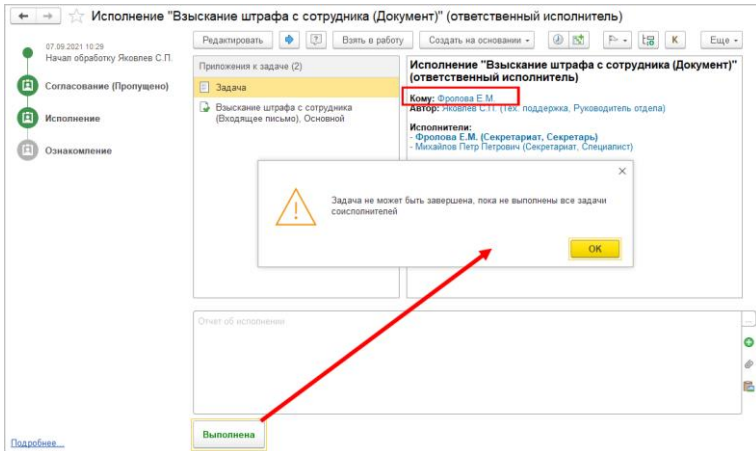 Исполнение "Взыскание штрафа с сотрудника (Документ)" (ответственный исполнитель)
07.09.2021 10:29
Начал обработку Яковлев С.П.
Согласование (Пропущено)
Исполнение
Ознакомление
Подробнее...
Редактировать
Взять в работу
Создать на основании
К
Еще
Приложения к задаче (2)
Задача
Взыскание штрафа с сотрудника
(Входящее письмо), Основной
Исполнение "Взыскание штрафа с сотрудника (Документ)"
(ответственный исполнитель)
Кому: Фролова Е.М.
Автор: Яковлев С.П. (Тех. поддержка, Руководитель отдела)
Исполнители:
- Фролова Е.М. (Секретариат, Секретарь)
- Михайлов Петр Петрович (Секретариат, Специалист)
Задача не может быть завершена, пока не выполнены все задачи
соисполнителей
OK
Отчет об исполнении
Выполнена